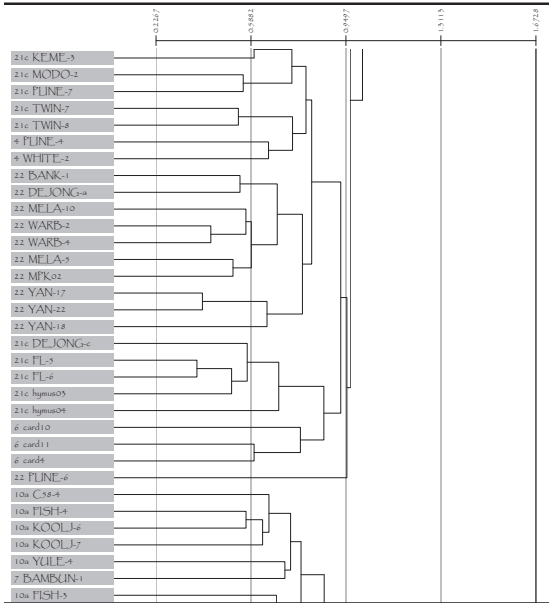 0.2267 0.5882 0.9497 1.3113 1.6728
21c KEME-3
21c MODO-2
21c PUNE-7
21c TWIN-7
21c TWIN-8
4 PUNE-4
4 WHITE-2
22 BANK-1
22 DEJONG-a
22 MELA-10
22 WARB-2
22 WARB-4
22 MELA-5
22 MPK02
22 YAN-17
22 YAN-22
22 YAN-18
21c DEJONG-c
21c FL-5
21c FL-6
21c hymus03
21c hymus04
6 card10
6 card11
6 card4
22 PUNE-6
10a C58-4
10a FISH-4
10a KOOLJ-6
10a KOOLJ-7
10a YULE-4
7 BAMBUN-1
10a FISH-3